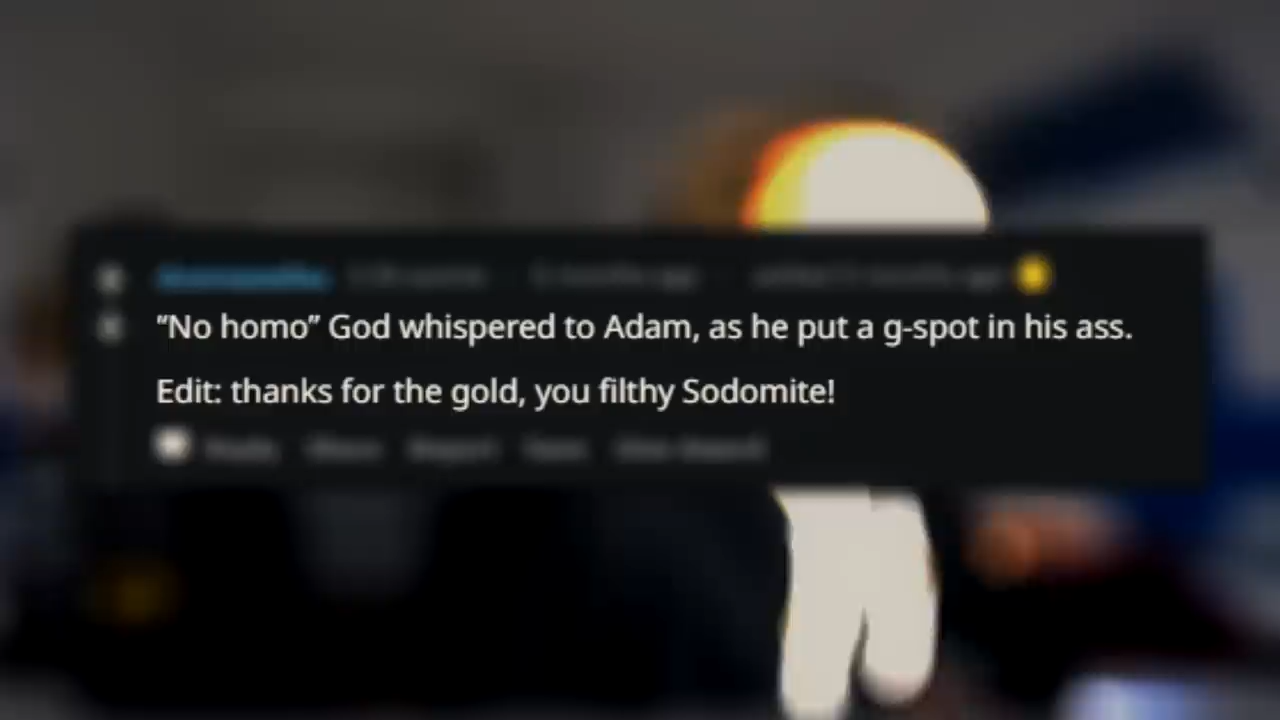 “No homo” God whispered to Adam, as he put a g-spot in his ass.
Edit: thanks for the gold, you filthy Sodomite!